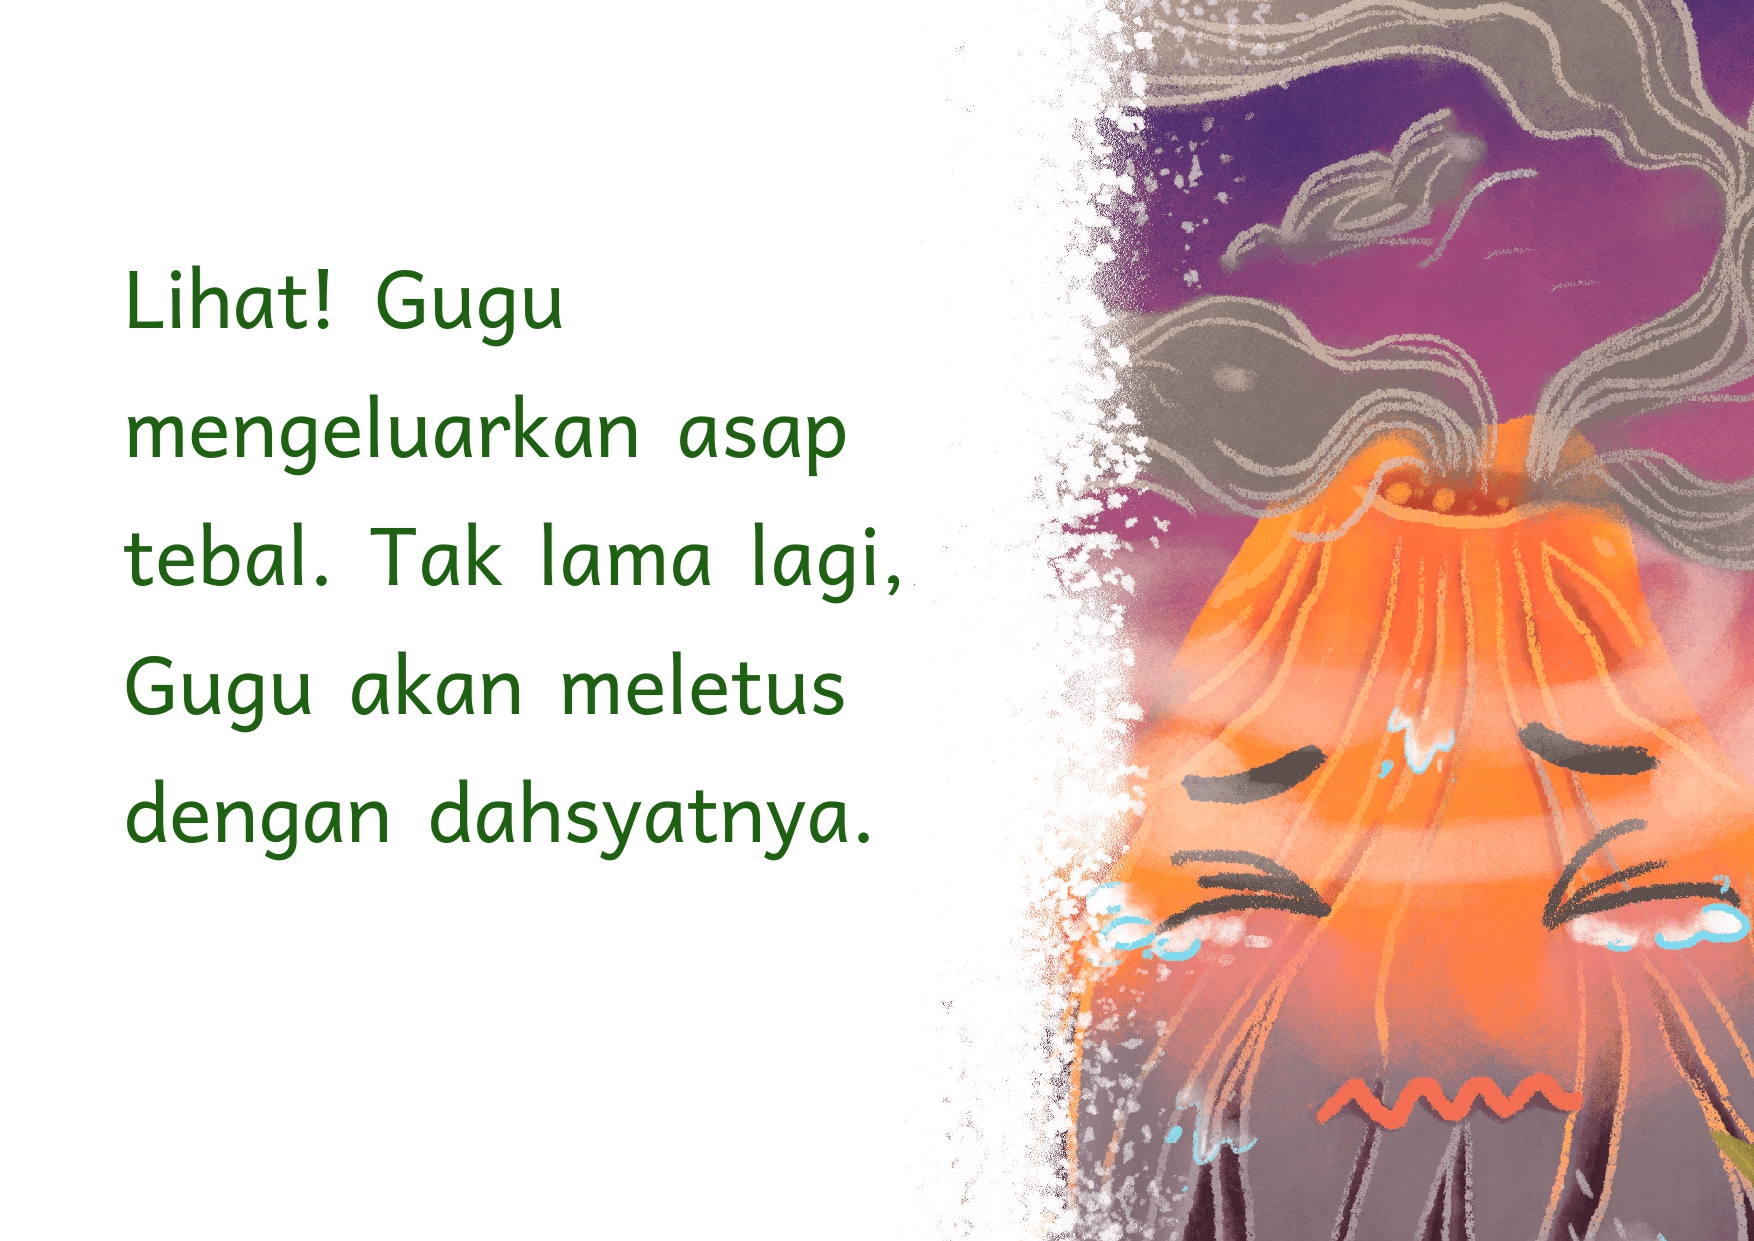 Lihat! Gugu
mengeluarkan asap
tebal. Tak lama lagi,
Gugu akan meletus
dengan dahsyatnya.